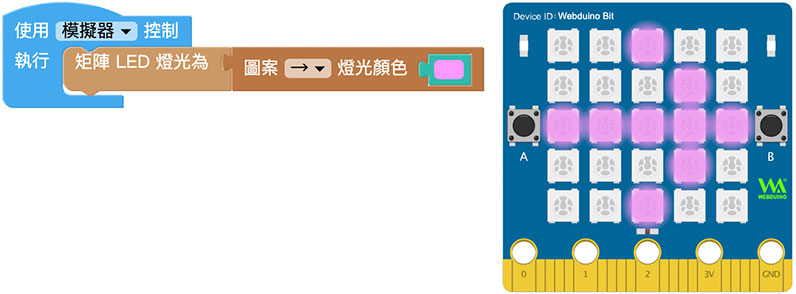 使用 模擬器 控制
執行 矩陣 LED 燈光為 圖案 → 燈光顏色
Device ID: Webduino Bit
A B
WEBDUINO
0 1 2 3V GND